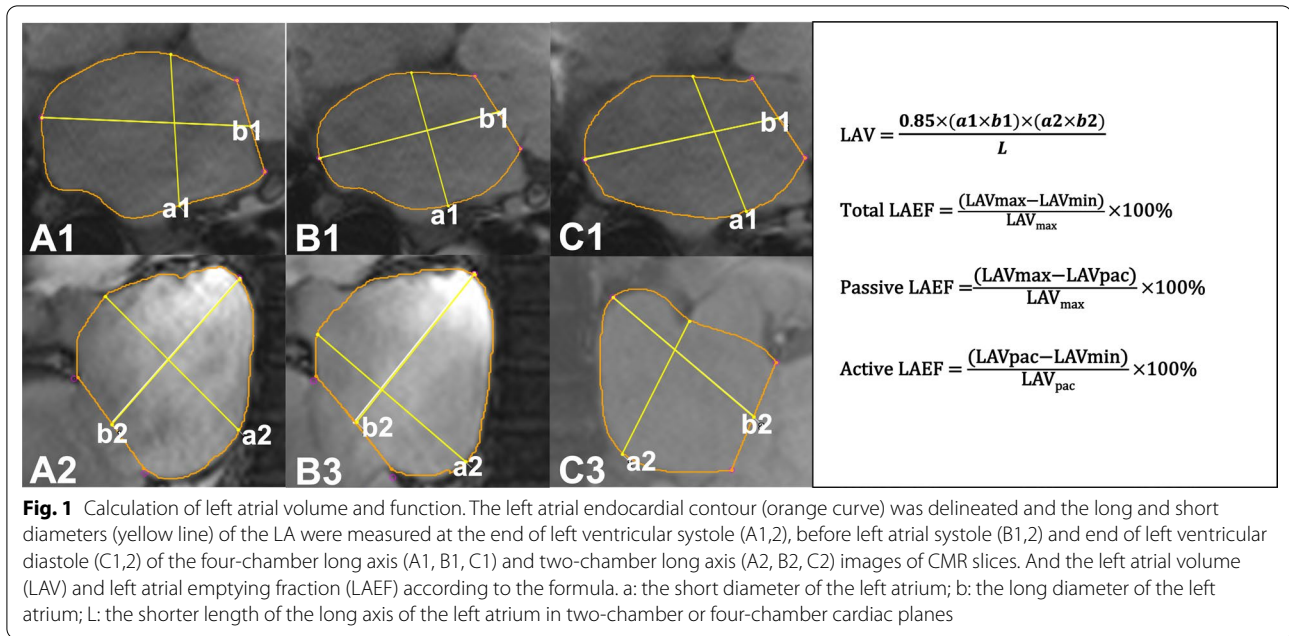 b1
a1
A1
b1
a1
B1
b1
a1
C1
b2
a2
A2
b2
a2
B3
b2
a2
C3
LAV = 0.85×(a1×b1)×(a2×b2) / L
Total LAEF = (LAVmax−LAVmin) / LAVmax ×100%
Passive LAEF = (LAVmax−LAVpac) / LAVmax ×100%
Active LAEF = (LAVpac−LAVmin) / LAVpac ×100%
Fig. 1 Calculation of left atrial volume and function. The left atrial endocardial contour (orange curve) was delineated and the long and short
diameters (yellow line) of the LA were measured at the end of left ventricular systole (A1,2), before left atrial systole (B1,2) and end of left ventricular
diastole (C1,2) of the four-chamber long axis (A1, B1, C1) and two-chamber long axis (A2, B2, C2) images of CMR slices. And the left atrial volume
(LAV) and left atrial emptying fraction (LAEF) according to the formula. a: the short diameter of the left atrium; b: the long diameter of the left
atrium; L: the shorter length of the long axis of the left atrium in two-chamber or four-chamber cardiac planes